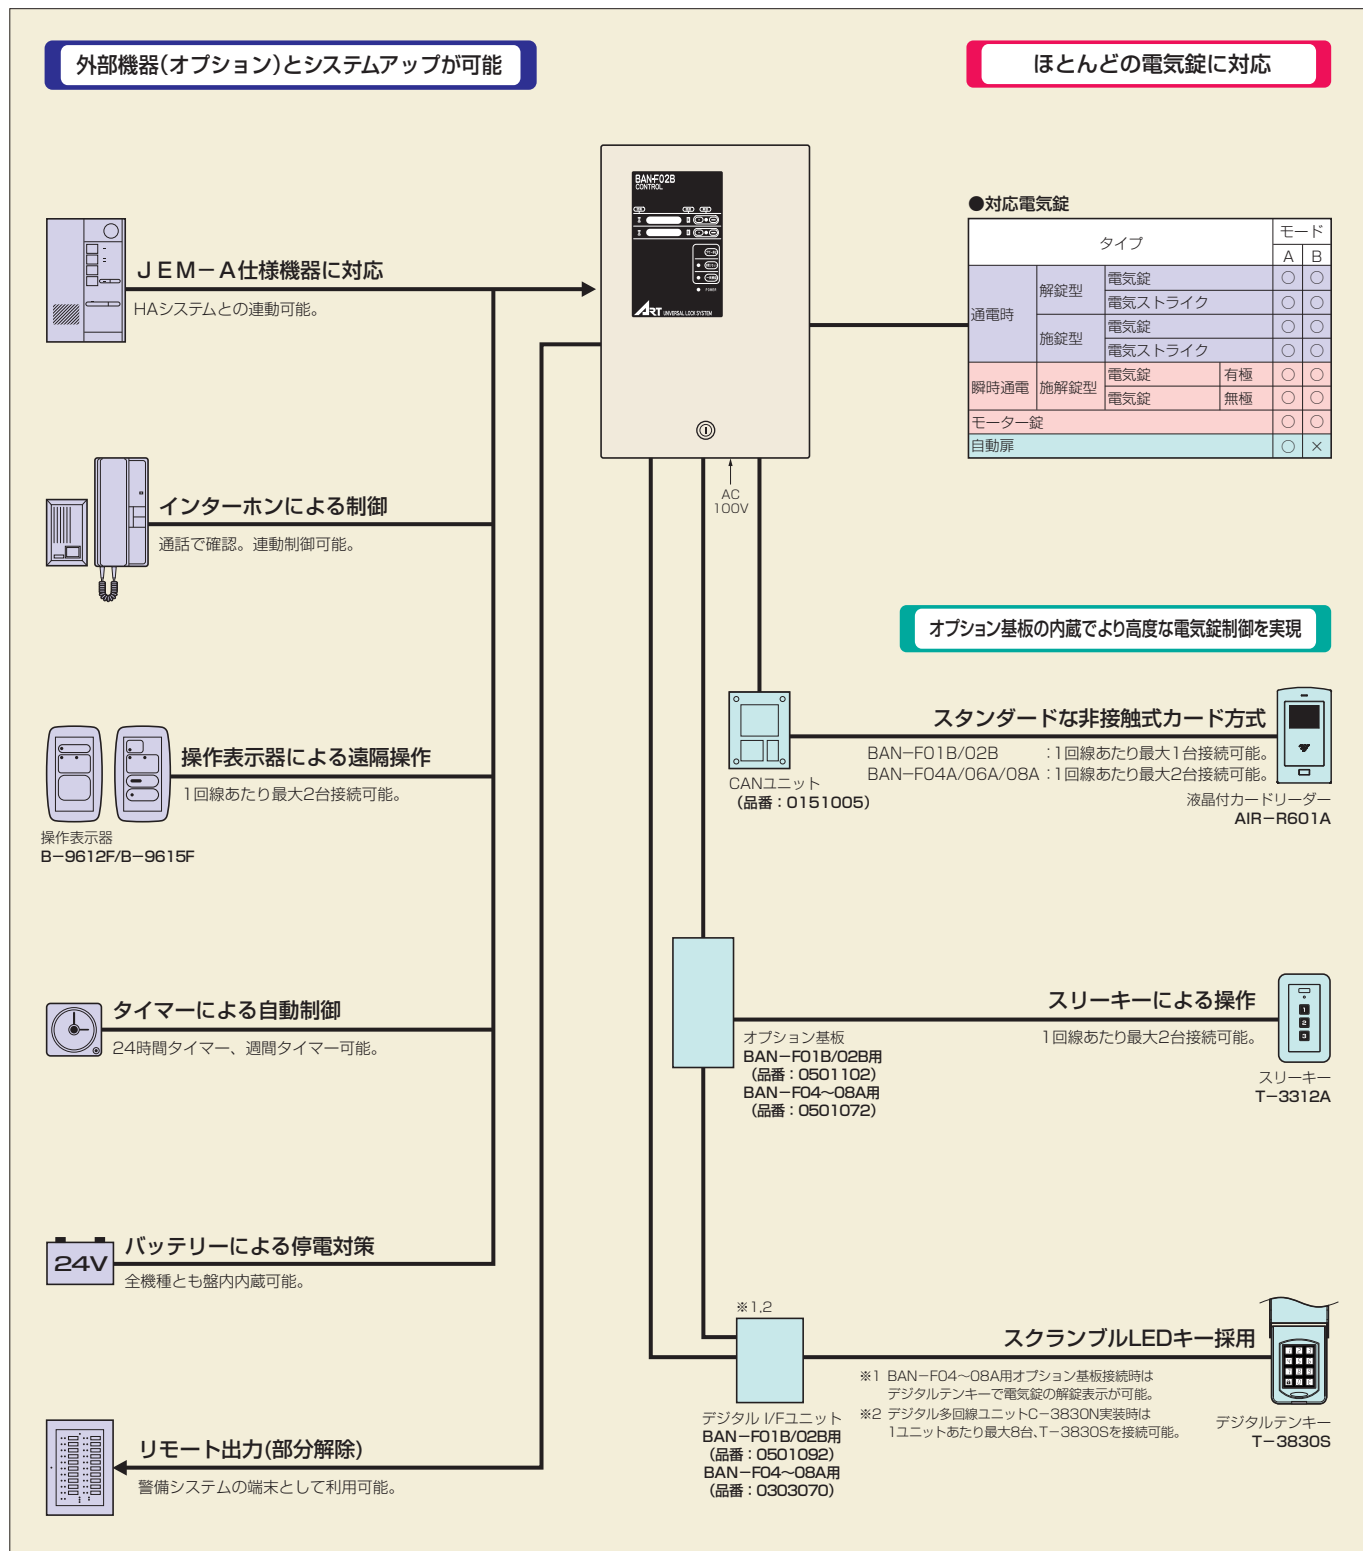 外部機器(オプション)とシステムアップが可能
ほとんどの電気錠に対応
BAN-F02B
CONTROL
POWER
ART UNIVERSAL LOCK SYSTEM
AC
100V
●対応電気錠
タイプ モード
A B
通電時 解錠型 電気錠 ○ ○
電気ストライク ○ ○
施錠型 電気錠 ○ ○
電気ストライク ○ ○
瞬時通電 施解錠型 電気錠 有極 ○ ○
電気錠 無極 ○ ○
モーター錠 ○ ○
自動扉 ○ ×
JEM−A仕様機器に対応
HAシステムとの連動可能。
インターホンによる制御
通話で確認。連動制御可能。
操作表示器による遠隔操作
1回線あたり最大2台接続可能。
操作表示器
B−9612F/B−9615F
タイマーによる自動制御
24時間タイマー、週間タイマー可能。
24V
バッテリーによる停電対策
全機種とも盤内内蔵可能。
リモート出力(部分解除)
警備システムの端末として利用可能。
オプション基板の内蔵でより高度な電気錠制御を実現
スタンダードな非接触式カード方式
BAN−F01B/02B :1回線あたり最大1台接続可能。
BAN−F04A/06A/08A:1回線あたり最大2台接続可能。
CANユニット
(品番:0151005)
液晶付カードリーダー
AIR−R601A
スリーキーによる操作
1回線あたり最大2台接続可能。
1
2
3
スリーキー
T−3312A
オプション基板
BAN−F01B/02B用
(品番:0501102)
BAN−F04〜08A用
(品番:0501072)
※1,2
スクランブルLEDキー採用
※1 BAN−F04〜08A用オプション基板接続時は
デジタルテンキーで電気錠の解錠表示が可能。
※2 デジタル多回線ユニットC−3830N実装時は
1ユニットあたり最大8台、T−3830Sを接続可能。
デジタルテンキー
T−3830S
デジタル I/Fユニット
BAN−F01B/02B用
(品番:0501092)
BAN−F04〜08A用
(品番:0303070)